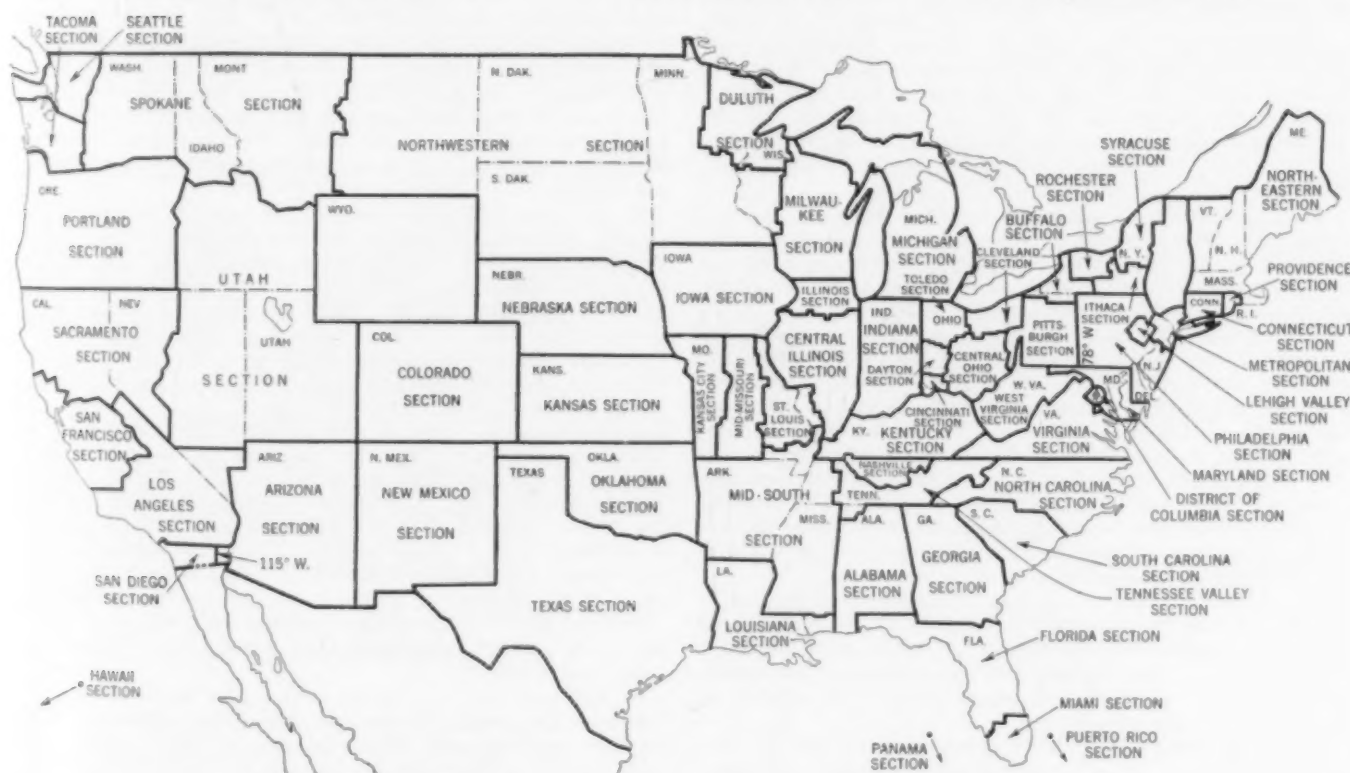 TACOMA
SECTION
SEATTLE
SECTION
WASH.
MONT
SPOKANE
SECTION
IDAHO
N. DAK.
MINN.
NORTHWESTERN
SECTION
S. DAK.
DULUTH
SECTION
WIS.
ORE.
PORTLAND
SECTION
WYO.
MILWAU-
KEE
SECTION
MICH.
MICHIGAN
SECTION
TOLEDO
SECTION
SYRACUSE
SECTION
ROCHESTER
SECTION
BUFFALO
SECTION
CLEVELAND
SECTION
ME.
NORTH-
EASTERN
SECTION
VT.
N. H.
N. Y.
MASS.
PROVIDENCE
SECTION
CONN.
R. I.
CONNECTICUT
SECTION
METROPOLITAN
SECTION
LEHIGH VALLEY
SECTION
PHILADELPHIA
SECTION
MARYLAND SECTION
DISTRICT OF
COLUMBIA SECTION
UTAH
SECTION
UTAH
CAL.
NEV
SACRAMENTO
SECTION
SAN
FRANCISCO
SECTION
LOS
ANGELES
SECTION
NEBR.
NEBRASKA SECTION
IOWA
IOWA SECTION
ILLINOIS
SECTION
CENTRAL
ILLINOIS
SECTION
IND.
INDIANA
SECTION
OHIO
DAYTON
SECTION
CENTRAL
OHIO
SECTION
CINCINNATI
SECTION
PITTS-
BURGH
SECTION
78° W
ITHACA
SECTION
N.J.
MD.
DEL.
COL.
COLORADO
SECTION
KANS.
KANSAS SECTION
MO.
KANSAS CITY
SECTION
MID-MISSOURI
SECTION
ST.
LOUIS
SECTION
KY.
KENTUCKY
SECTION
W. VA.
WEST
VIRGINIA
SECTION
VA.
VIRGINIA
SECTION
ARIZ.
ARIZONA
SECTION
N. MEX.
NEW MEXICO
SECTION
TEXAS
OKLA.
OKLAHOMA
SECTION
ARK.
MID-SOUTH
SECTION
MISS.
NASHVILLE
SECTION
TENN.
N. C.
NORTH CAROLINA
SECTION
S. C.
ALA.
ALABAMA
SECTION
GA.
GEORGIA
SECTION
SOUTH CAROLINA
SECTION
TENNESSEE VALLEY
SECTION
115° W.
SAN DIEGO
SECTION
TEXAS SECTION
LA.
LOUISIANA
SECTION
FLA.
FLORIDA SECTION
HAWAII
SECTION
MIAMI SECTION
PANAMA
SECTION
PUERTO RICO
SECTION